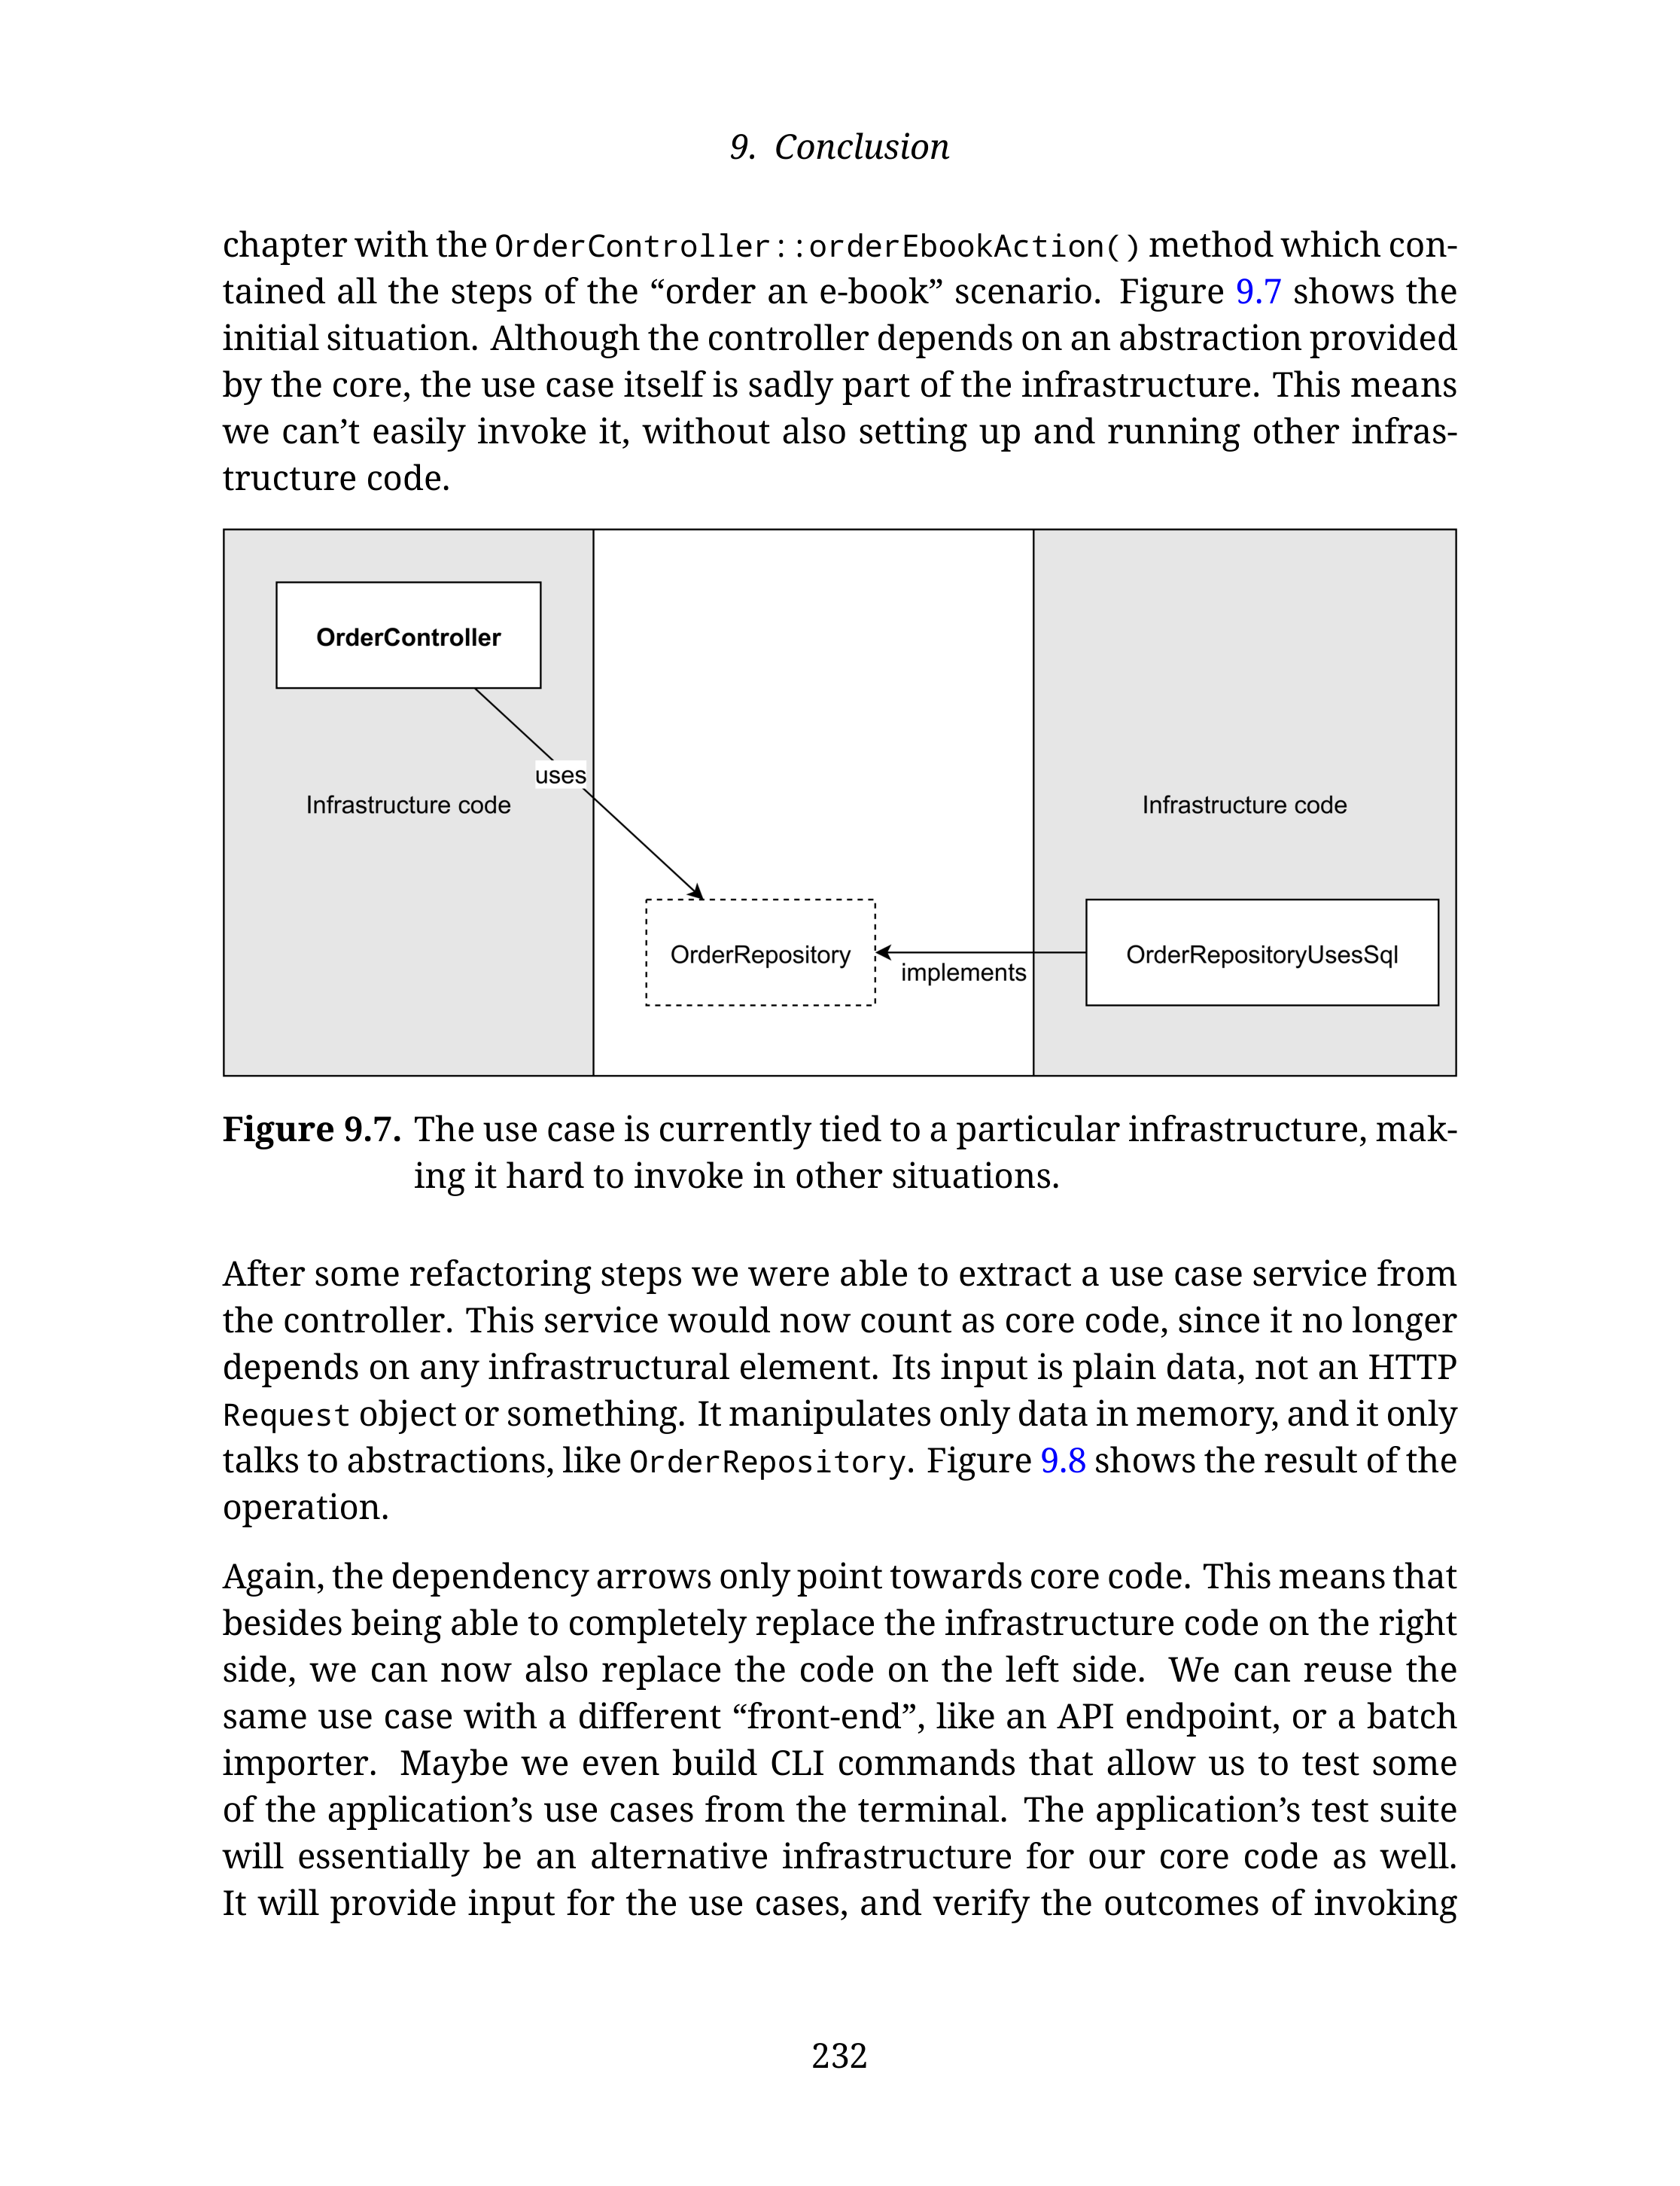 9. Conclusion
chapter with the OrderController::orderEbookAction() method which con-
tained all the steps of the “order an e-book” scenario. Figure 9.7 shows the
initial situation. Although the controller depends on an abstraction provided
by the core, the use case itself is sadly part of the infrastructure. This means
we can’t easily invoke it, without also setting up and running other infras-
tructure code.
OrderController
uses
Infrastructure code
Infrastructure code
OrderRepository
implements
OrderRepositoryUsesSql
Figure 9.7. The use case is currently tied to a particular infrastructure, mak-
ing it hard to invoke in other situations.
After some refactoring steps we were able to extract a use case service from
the controller. This service would now count as core code, since it no longer
depends on any infrastructural element. Its input is plain data, not an HTTP
Request object or something. It manipulates only data in memory, and it only
talks to abstractions, like OrderRepository. Figure 9.8 shows the result of the
operation.
Again, the dependency arrows only point towards core code. This means that
besides being able to completely replace the infrastructure code on the right
side, we can now also replace the code on the left side. We can reuse the
same use case with a different “front-end”, like an API endpoint, or a batch
importer. Maybe we even build CLI commands that allow us to test some
of the application’s use cases from the terminal. The application’s test suite
will essentially be an alternative infrastructure for our core code as well.
It will provide input for the use cases, and verify the outcomes of invoking
232